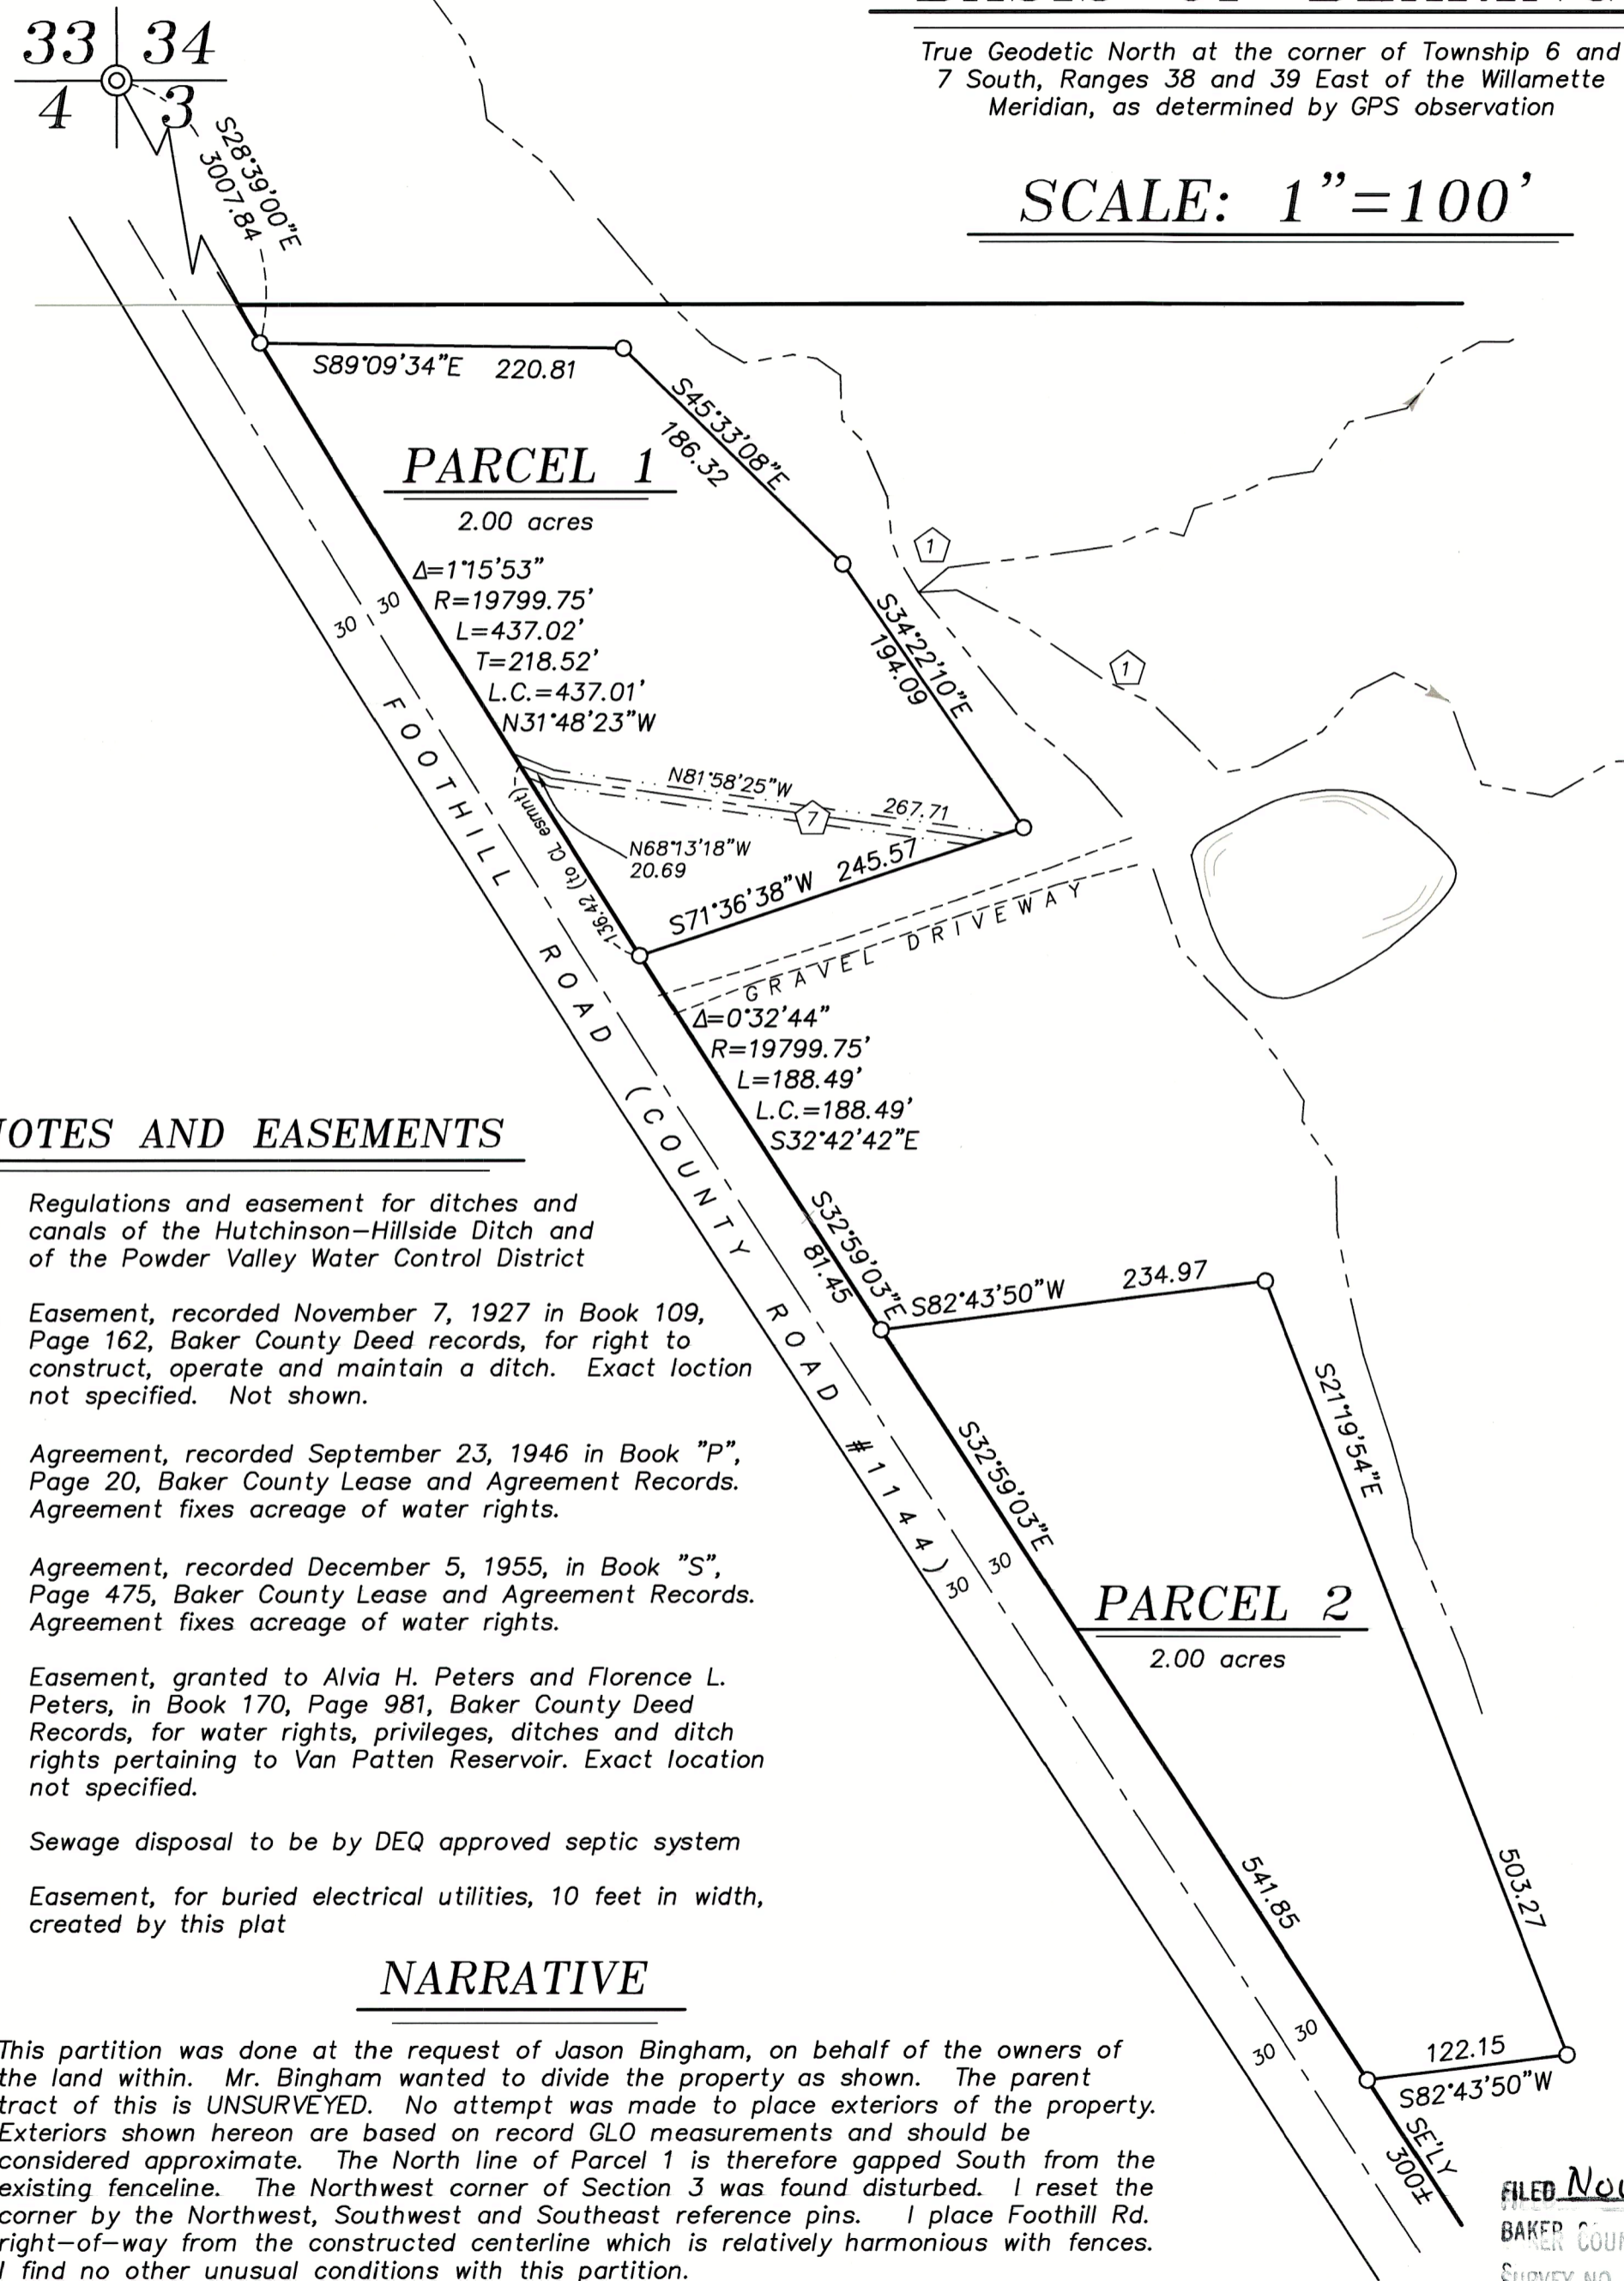 33 34
4 3
S28°39'00"E
3007.84
True Geodetic North at the corner of Township 6 and
7 South, Ranges 38 and 39 East of the Willamette
Meridian, as determined by GPS observation
SCALE: 1"=100'
S89°09'34"E 220.81
S45°33'08"E
186.32
PARCEL 1
2.00 acres
Δ=1°15'53"
R=19799.75'
L=437.02'
T=218.52'
L.C.=437.01'
N31°48'23"W
30 30
1
1
S34°22'10"E
194.09
N81°58'25"W
267.71
7
N68°13'18"W
20.69
136.42 (to CL esmnt)
S71°36'38"W 245.57
GRAVEL DRIVEWAY
FOOTHILL ROAD (COUNTY ROAD #1144)
Δ=0°32'44"
R=19799.75'
L=188.49'
L.C.=188.49'
S32°42'42"E
S32°59'03"E
81.45
S82°43'50"W 234.97
S21°19'54"E
503.27
S32°59'03"E
541.85
30 30
PARCEL 2
2.00 acres
30 30
122.15
S82°43'50"W
SE'LY
300±
OTES AND EASEMENTS
Regulations and easement for ditches and
canals of the Hutchinson-Hillside Ditch and
of the Powder Valley Water Control District
Easement, recorded November 7, 1927 in Book 109,
Page 162, Baker County Deed records, for right to
construct, operate and maintain a ditch. Exact loction
not specified. Not shown.
Agreement, recorded September 23, 1946 in Book "P",
Page 20, Baker County Lease and Agreement Records.
Agreement fixes acreage of water rights.
Agreement, recorded December 5, 1955, in Book "S",
Page 475, Baker County Lease and Agreement Records.
Agreement fixes acreage of water rights.
Easement, granted to Alvia H. Peters and Florence L.
Peters, in Book 170, Page 981, Baker County Deed
Records, for water rights, privileges, ditches and ditch
rights pertaining to Van Patten Reservoir. Exact location
not specified.
Sewage disposal to be by DEQ approved septic system
Easement, for buried electrical utilities, 10 feet in width,
created by this plat
NARRATIVE
This partition was done at the request of Jason Bingham, on behalf of the owners of
the land within. Mr. Bingham wanted to divide the property as shown. The parent
tract of this is UNSURVEYED. No attempt was made to place exteriors of the property.
Exteriors shown hereon are based on record GLO measurements and should be
considered approximate. The North line of Parcel 1 is therefore gapped South from the
existing fenceline. The Northwest corner of Section 3 was found disturbed. I reset the
corner by the Northwest, Southwest and Southeast reference pins. I place Foothill Rd.
right-of-way from the constructed centerline which is relatively harmonious with fences.
I find no other unusual conditions with this partition.
FILED Nov
BAKER COUN